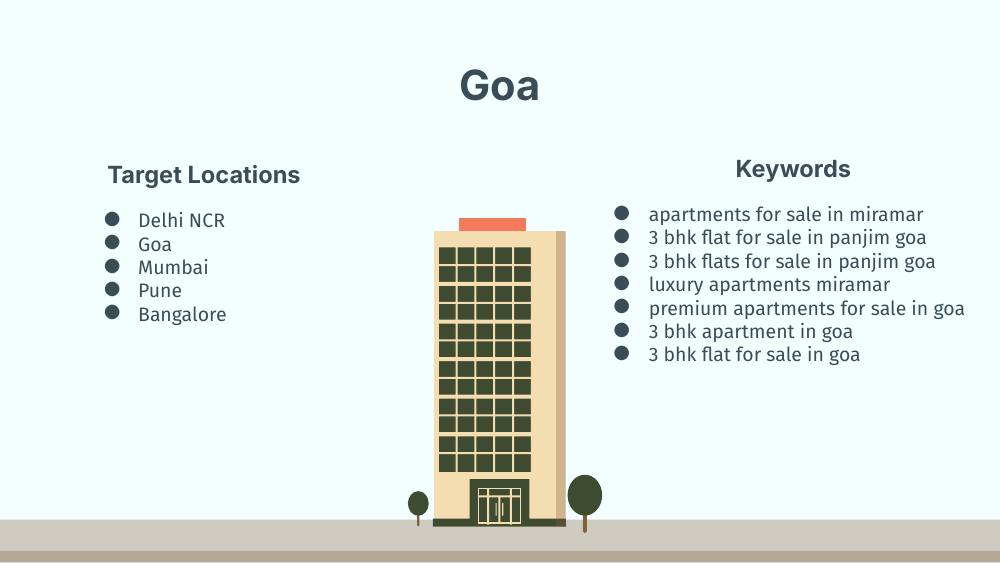 Goa
Target Locations
Delhi NCR
Goa
Mumbai
Pune
Bangalore
Keywords
apartments for sale in miramar
3 bhk flat for sale in panjim goa
3 bhk flats for sale in panjim goa
luxury apartments miramar
premium apartments for sale in goa
3 bhk apartment in goa
3 bhk flat for sale in goa